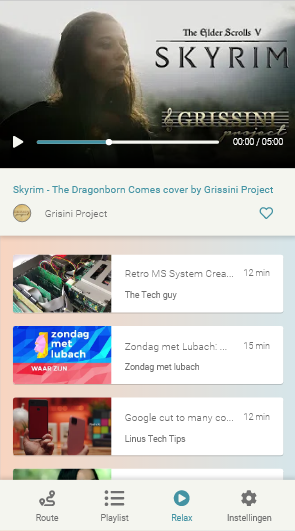 The Elder Scrolls V
SKYRIM
GRISSINI
project
00:00 / 05:00
Skyrim - The Dragonborn Comes cover by Grissini Project
Grisini Project
Retro MS System Crea... 12 min
The Tech guy
zondag
met
lubach
WAAR ZIJN
Zondag met Lubach: ... 15 min
Zondag met lubach
Google cut to many co... 12 min
Linus Tech Tips
Route Playlist Relax Instellingen